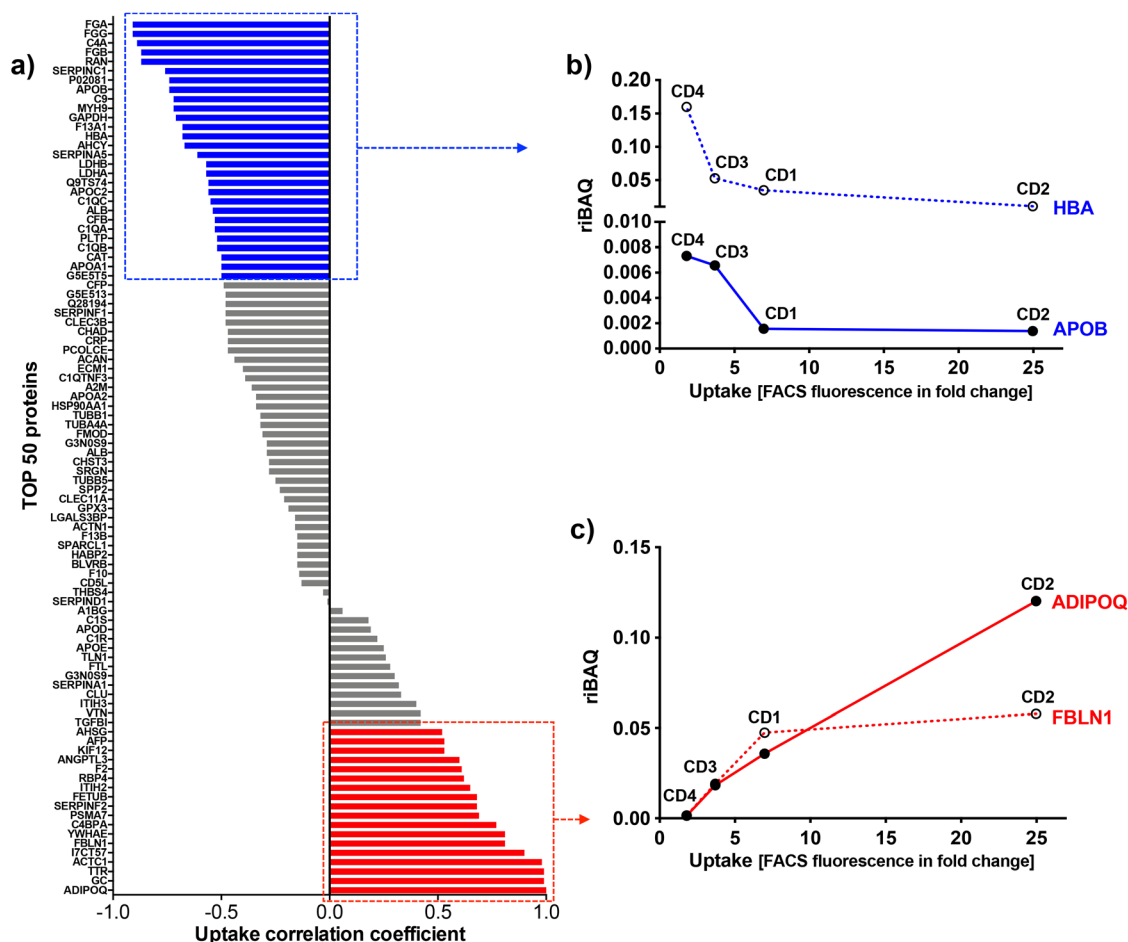 a)
TOP 50 proteins
FGA
FGG
C4A
FGB
RAN
SERPINC1
P02081
APOB
C9
MYH9
GAPDH
F13A1
HBA
AHCY
SERPINA5
LDHB
LDHA
Q9TS74
APOC2
C1QC
ALB
CFB
C1QA
PLTP
C1QB
CAT
APOA1
G5E5T5
CFP
G5E513
Q28194
SERPINF1
CLEC3B
CHAD
CRP
PCOLCE
ACAN
ECM1
C1QTNF3
A2M
APOA2
HSP90AA1
TUBB1
TUBA4A
FMOD
G3N0S9
ALB
CHST3
SRGN
TUBB5
SPP2
CLEC11A
GPX3
LGALS3BP
ACTN1
F13B
SPARCL1
HABP2
BLVRB
F10
CD5L
THBS4
SERPIND1
A1BG
C1S
APOD
C1R
APOE
TLN1
FTL
G3N0S9
SERPINA1
CLU
ITIH3
VTN
TGFBI
AHSG
AFP
KIF12
ANGPTL3
F2
RBP4
ITIH2
FETUB
SERPINF2
PSMA7
C4BPA
YWHAE
FBLN1
I7CT57
ACTC1
TTR
GC
ADIPOQ
-1.0 -0.5 0.0 0.5 1.0
Uptake correlation coefficient
b)
riBAQ
0.20
0.15
0.10
0.05
0.010
0.008
0.006
0.004
0.002
0.000
CD4
CD3
CD1
CD2
HBA
CD4
CD3
CD1
CD2
APOB
0 5 10 15 20 25
Uptake [FACS fluorescence in fold change]
c)
riBAQ
0.15
0.10
0.05
0.00
CD2
ADIPOQ
CD1
CD2
FBLN1
CD3
CD4
0 5 10 15 20 25
Uptake [FACS fluorescence in fold change]